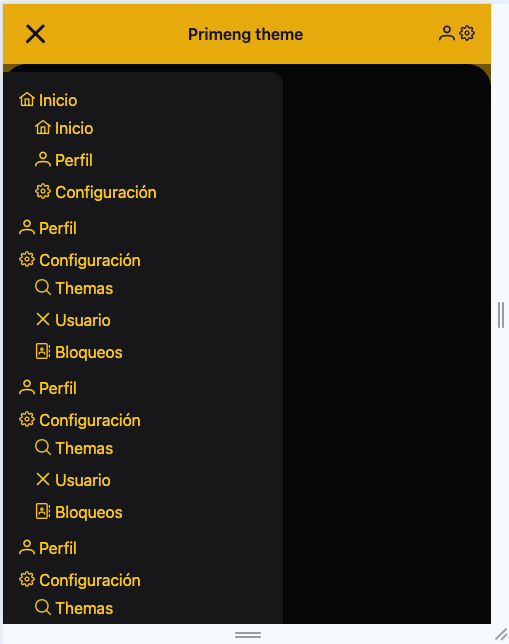 Primeng theme
Inicio
Inicio
Perfil
Configuración
Perfil
Configuración
Themas
Usuario
Bloqueos
Perfil
Configuración
Themas
Usuario
Bloqueos
Perfil
Configuración
Themas